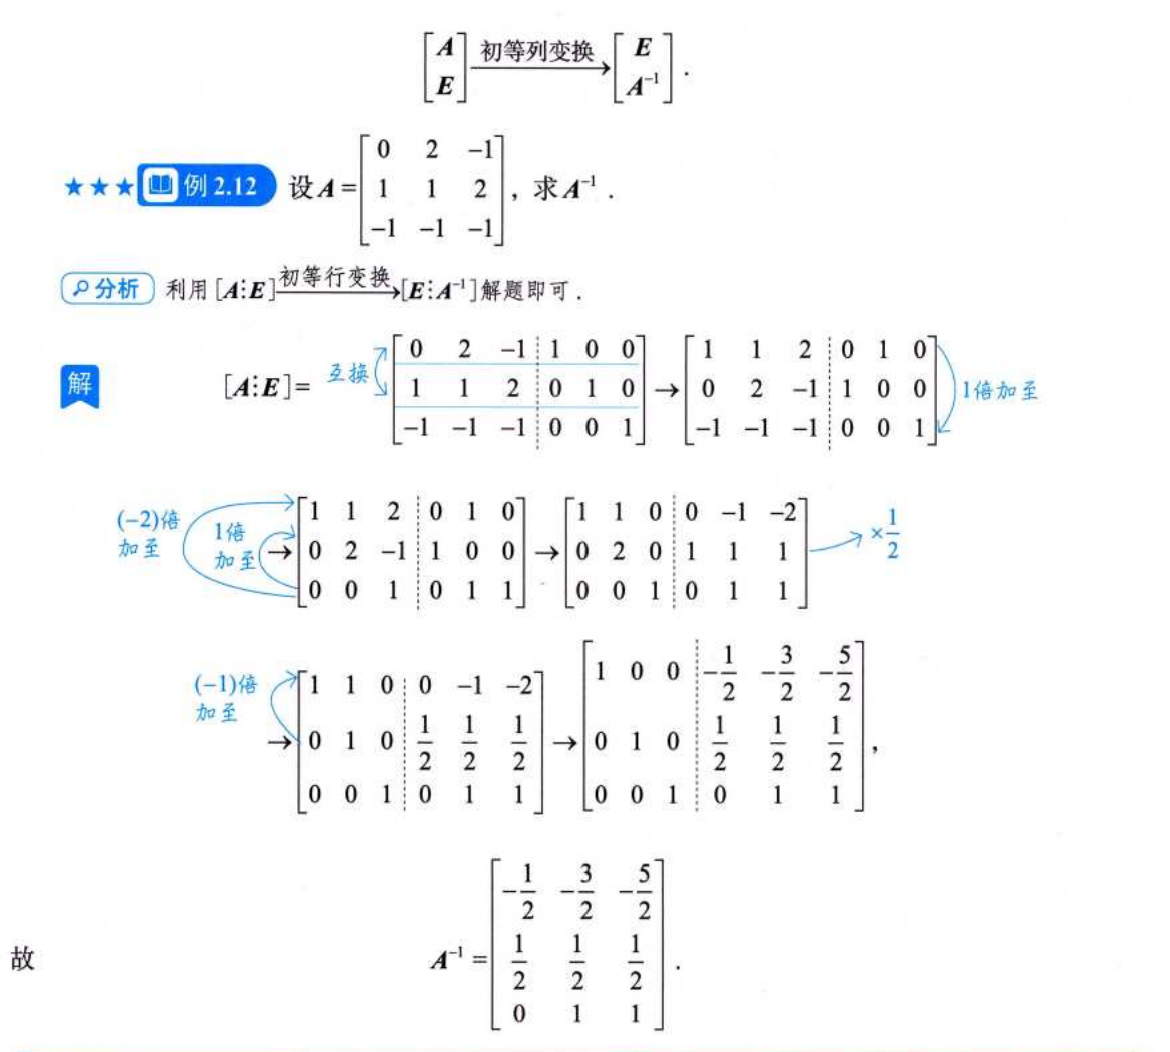 [A E] 初等列变换 → [E A⁻¹] .
★★★ 例 2.12 设 A = [0 2 −1; 1 1 2; −1 −1 −1] , 求 A⁻¹ .
分析 利用 [A⋮E] 初等行变换 → [E⋮A⁻¹] 解题即可 .
解 [A⋮E] = 互换 [0 2 −1 ⋮ 1 0 0; 1 1 2 ⋮ 0 1 0; −1 −1 −1 ⋮ 0 0 1] → [1 1 2 ⋮ 0 1 0; 0 2 −1 ⋮ 1 0 0; −1 −1 −1 ⋮ 0 0 1] 1倍加至
(−2)倍加至 1倍加至 → [1 1 2 ⋮ 0 1 0; 0 2 −1 ⋮ 1 0 0; 0 0 1 ⋮ 0 1 1] → [1 1 0 ⋮ 0 −1 −2; 0 2 0 ⋮ 1 1 1; 0 0 1 ⋮ 0 1 1] → ×1/2
(−1)倍加至 → [1 1 0 ⋮ 0 −1 −2; 0 1 0 ⋮ 1/2 1/2 1/2; 0 0 1 ⋮ 0 1 1] → [1 0 0 ⋮ −1/2 −3/2 −5/2; 0 1 0 ⋮ 1/2 1/2 1/2; 0 0 1 ⋮ 0 1 1] ,
故 A⁻¹ = [−1/2 −3/2 −5/2; 1/2 1/2 1/2; 0 1 1] .